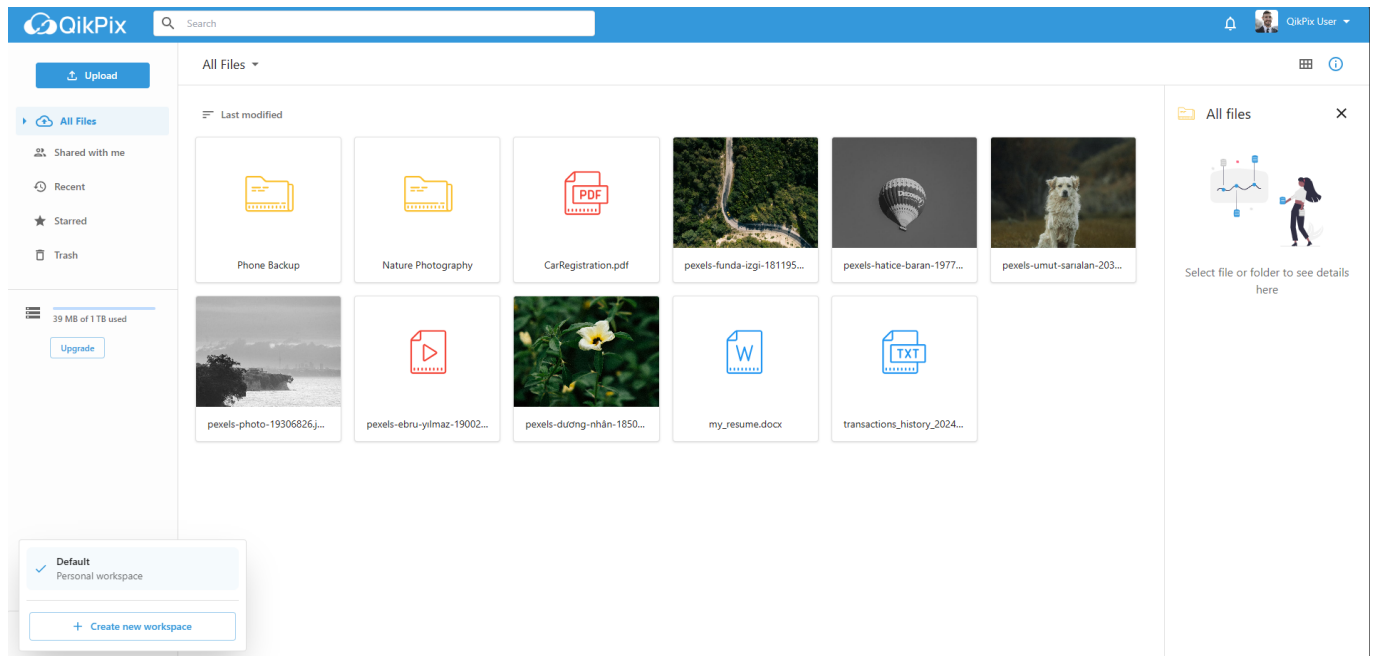 QikPix
Search
QikPix User
Upload
All Files
All Files
Shared with me
Recent
Starred
Trash
39 MB of 1 TB used
Upgrade
Last modified
Phone Backup
Nature Photography
PDF
CarRegistration.pdf
pexels-funda-izgi-181195...
Discovery
pexels-hatice-baran-1977...
pexels-umut-sarıalan-203...
pexels-photo-19306826.j...
pexels-ebru-yılmaz-19002...
pexels-dương-nhân-1850...
W
my_resume.docx
TXT
transactions_history_2024...
All files
Select file or folder to see details
here
Default
Personal workspace
+ Create new workspace